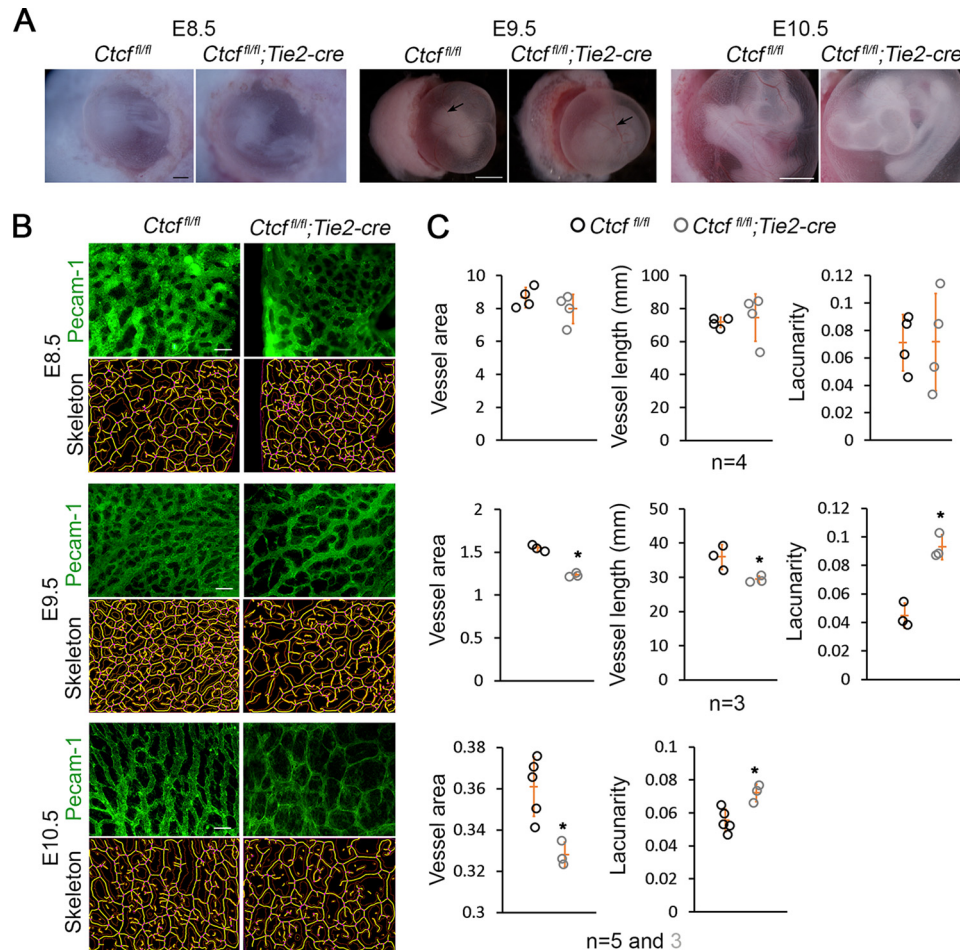 A
E8.5
E9.5
E10.5
Ctcf fl/fl
Ctcf fl/fl;Tie2-cre
Ctcf fl/fl
Ctcf fl/fl;Tie2-cre
Ctcf fl/fl
Ctcf fl/fl;Tie2-cre
B
Ctcf fl/fl
Ctcf fl/fl;Tie2-cre
E8.5
Pecam-1
Skeleton
E9.5
Pecam-1
Skeleton
E10.5
Pecam-1
Skeleton
C
Ctcf fl/fl
Ctcf fl/fl;Tie2-cre
Vessel area
10
8
6
4
2
0
Vessel length (mm)
100
80
60
40
20
0
Lacunarity
0.12
0.1
0.08
0.06
0.04
0.02
0
n=4
Vessel area
2
1.5
1
0.5
0
*
Vessel length (mm)
50
40
30
20
10
0
*
Lacunarity
0.12
0.08
0.04
0
*
n=3
Vessel area
0.38
0.36
0.34
0.32
0.3
*
Lacunarity
0.1
0.08
0.06
0.04
0.02
0
*
n=5 and 3